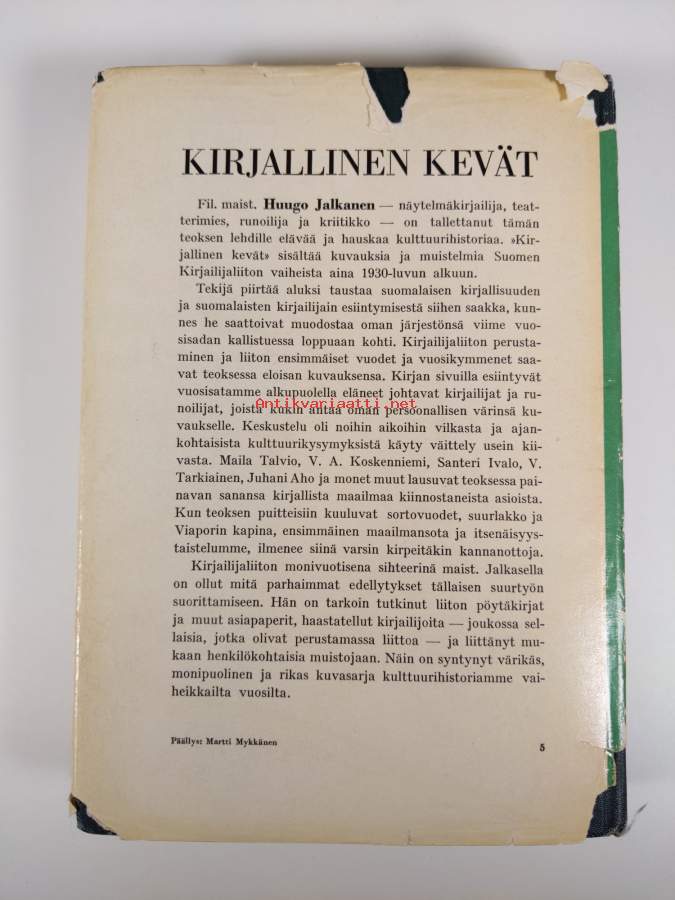 KIRJALLINEN KEVÄT
Fil. maist. Huugo Jalkanen — näytelmäkirjailija, teat-
terimies, runoilija ja kriitikko — on tallettanut tämän
teoksen lehdille elävää ja hauskaa kulttuurihistoriaa. »Kir-
jallinen kevät» sisältää kuvauksia ja muistelmia Suomen
Kirjailijaliiton vaiheista aina 1930-luvun alkuun.
Tekijä piirtää aluksi taustaa suomalaisen kirjallisuuden
ja suomalaisten kirjailijain esiintymisestä siihen saakka, kun-
nes he saattoivat muodostaa oman järjestönsä viime vuo-
sisadan kallistuessa loppuaan kohti. Kirjailijaliiton perusta-
minen ja liiton ensimmäiset vuodet ja vuosikymmenet saa-
vat teoksessa eloisan kuvauksensa. Kirjan sivuilla esiintyvät
vuosisatamme alkupuolella eläneet johtavat kirjailijat ja ru-
noilijat, joista kukin antaa oman persoonallisen värinsä ku-
Antikvariaatti.net
vaukselle. Keskustelu oli noihin aikoihin vilkasta ja ajan-
kohtaisista kulttuurikysymyksistä käyty väittely usein kii-
vasta. Maila Talvio, V. A. Koskenniemi, Santeri Ivalo, V.
Tarkiainen, Juhani Aho ja monet muut lausuvat teoksessa pai-
navan sanansa kirjallista maailmaa kiinnostaneista asioista.
Kun teoksen puitteisiin kuuluvat sortovuodet, suurlakko ja
Viaporin kapina, ensimmäinen maailmansota ja itsenäisyys-
taistelumme, ilmenee siinä varsin kirpeitäkin kannanottoja.
Kirjailijaliiton monivuotisena sihteerinä maist. Jalkasella
on ollut mitä parhaimmat edellytykset tällaisen suurtyön
suorittamiseen. Hän on tarkoin tutkinut liiton pöytäkirjat
ja muut asiapaperit, haastatellut kirjailijoita — joukossa sel-
laisia, jotka olivat perustamassa liittoa — ja liittänyt mu-
kaan henkilökohtaisia muistojaan. Näin on syntynyt värikäs,
monipuolinen ja rikas kuvasarja kulttuurihistoriamme vai-
heikkailta vuosilta.
Päällys: Martti Mykkänen
5